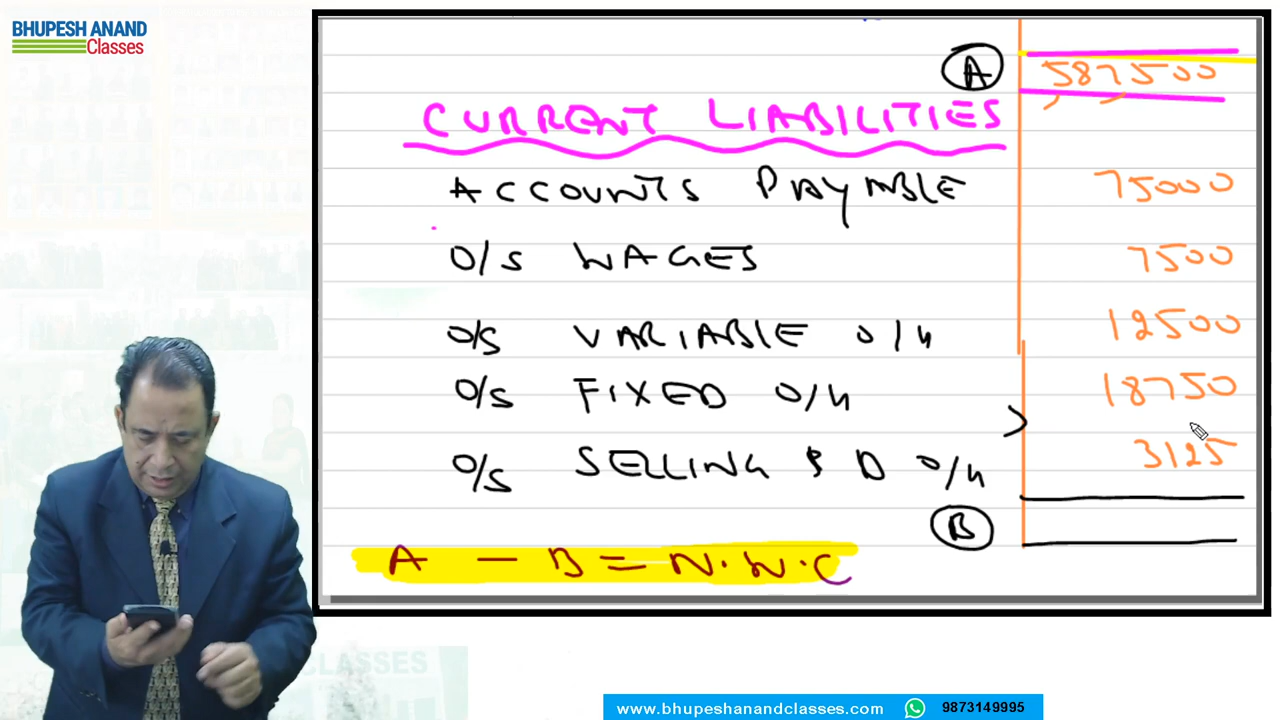 BHUPESH ANAND
Classes
A 587500
CURRENT LIABILITIES
ACCOUNTS PAYABLE 75000
O/S WAGES 7500
O/S VARIABLE O/H 12500
O/S FIXED O/H 18750
O/S SELLING & D O/H 3125
B
A - B = N.W.C
CLASSES
www.bhupeshanandclasses.com 9873149995